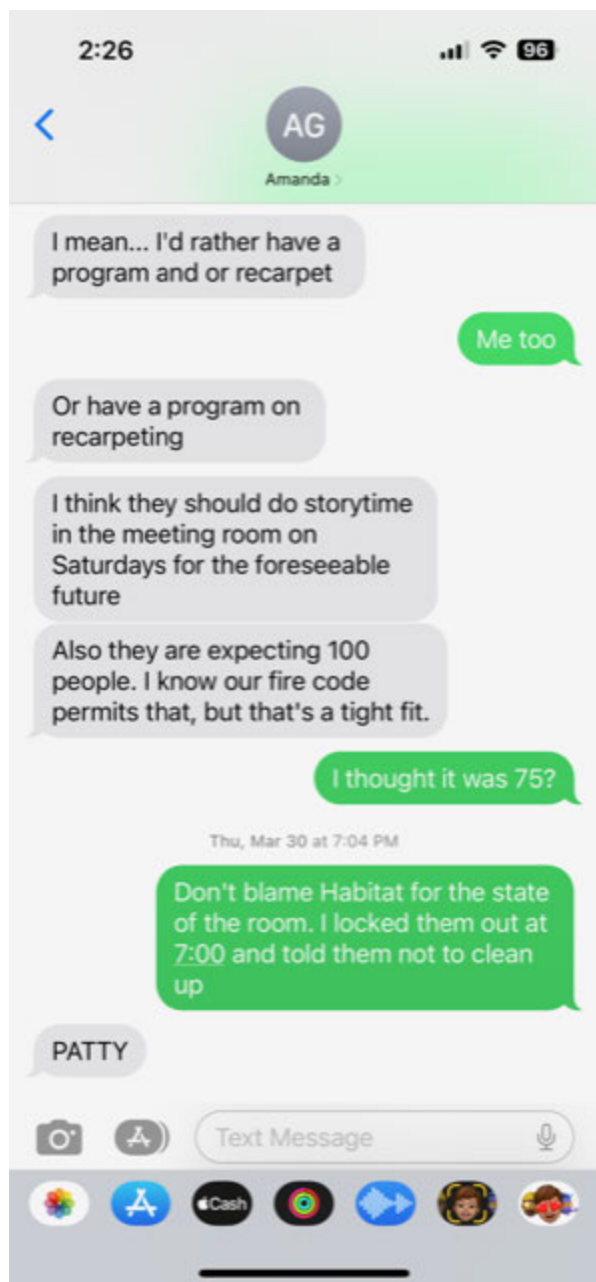 2:26
96
AG
Amanda
I mean... I'd rather have a
program and or recarpet
Me too
Or have a program on
recarpeting
I think they should do storytime
in the meeting room on
Saturdays for the foreseeable
future
Also they are expecting 100
people. I know our fire code
permits that, but that's a tight fit.
I thought it was 75?
Thu, Mar 30 at 7:04 PM
Don't blame Habitat for the state
of the room. I locked them out at
7:00 and told them not to clean
up
PATTY
Text Message
Cash